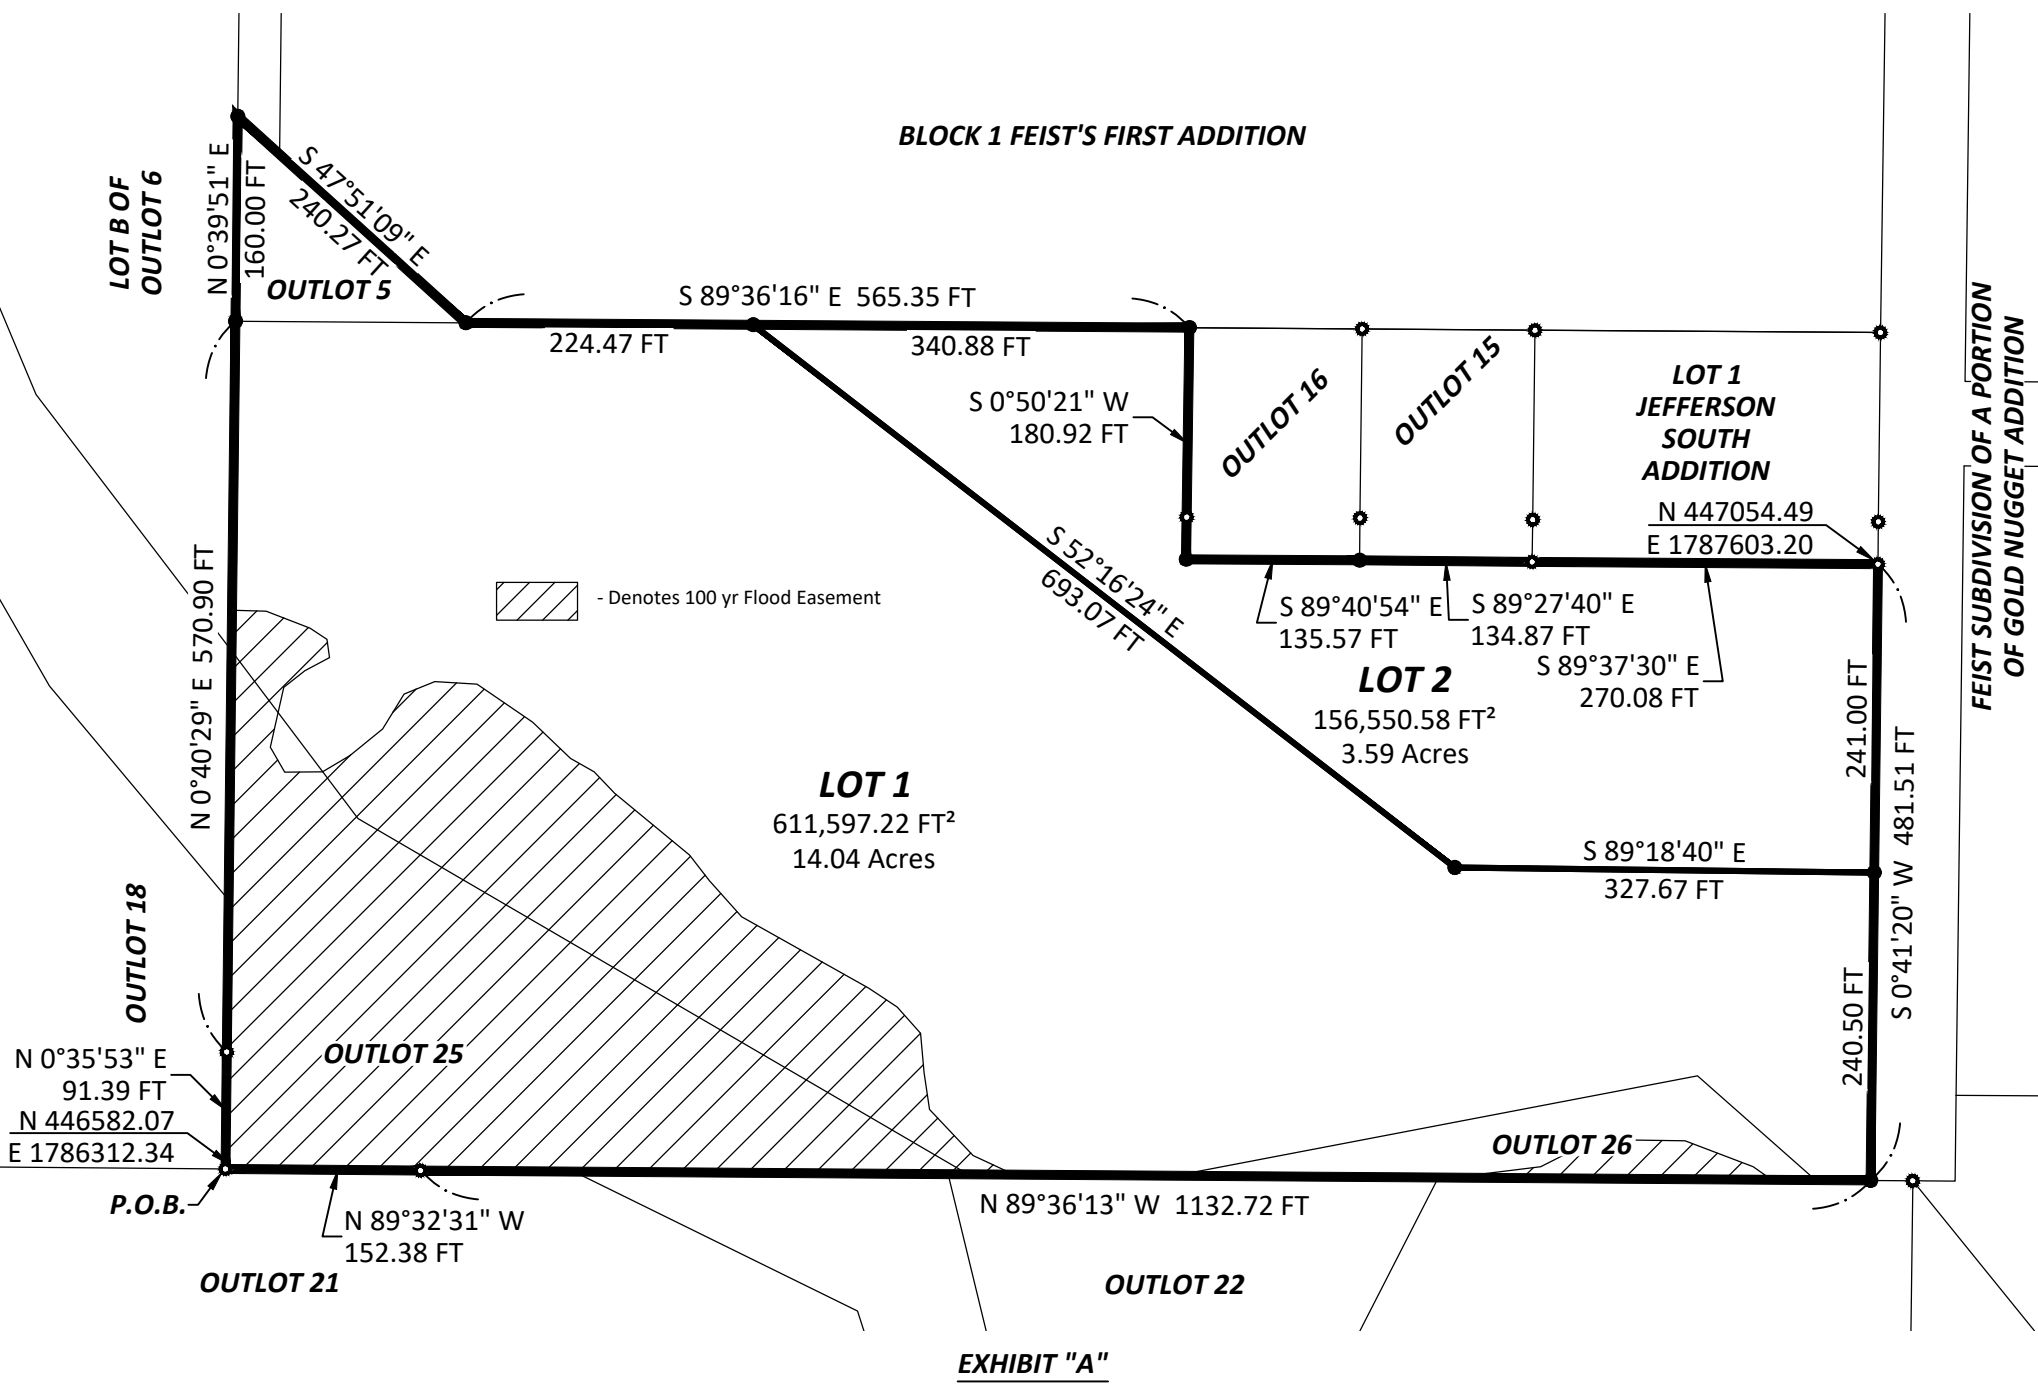 BLOCK 1 FEIST'S FIRST ADDITION
LOT B OF
OUTLOT 6
N 0°39'51" E
160.00 FT
S 47°51'09" E
240.27 FT
OUTLOT 5
S 89°36'16" E 565.35 FT
224.47 FT
340.88 FT
S 0°50'21" W
180.92 FT
OUTLOT 16
OUTLOT 15
LOT 1
JEFFERSON
SOUTH
ADDITION
N 447054.49
E 1787603.20
FEIST SUBDIVISION OF A PORTION
OF GOLD NUGGET ADDITION
N 0°40'29" E 570.90 FT
- Denotes 100 yr Flood Easement
S 52°16'24" E
693.07 FT
S 89°40'54" E
135.57 FT
S 89°27'40" E
134.87 FT
S 89°37'30" E
270.08 FT
LOT 2
156,550.58 FT²
3.59 Acres
241.00 FT
S 0°41'20" W 481.51 FT
LOT 1
611,597.22 FT²
14.04 Acres
S 89°18'40" E
327.67 FT
240.50 FT
OUTLOT 18
OUTLOT 25
N 0°35'53" E
91.39 FT
N 446582.07
E 1786312.34
P.O.B.
OUTLOT 26
N 89°32'31" W
152.38 FT
N 89°36'13" W 1132.72 FT
OUTLOT 21
OUTLOT 22
EXHIBIT "A"